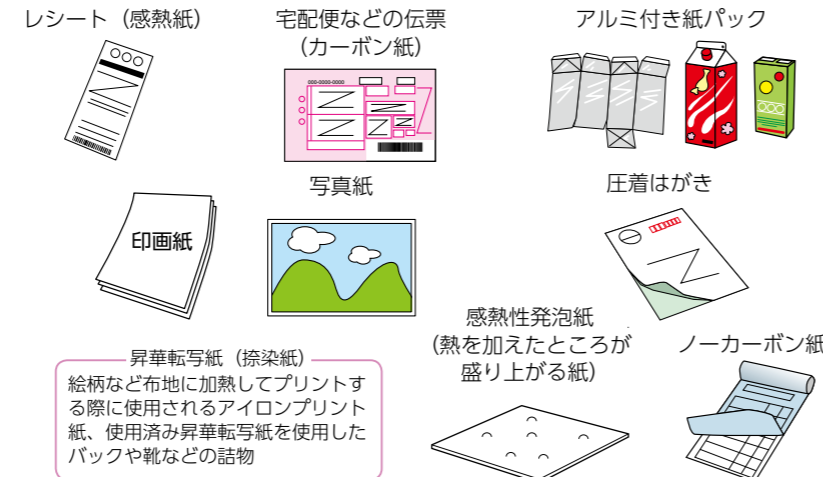 レシート（感熱紙）
宅配便などの伝票
（カーボン紙）
アルミ付き紙パック
000-0000-0000
写真紙
圧着はがき
印画紙
感熱性発泡紙
（熱を加えたところが
盛り上がる紙）
ノーカーボン紙
昇華転写紙（捺染紙）
絵柄など布地に加熱してプリントす
る際に使用されるアイロンプリント
紙、使用済み昇華転写紙を使用した
バックや靴などの詰物